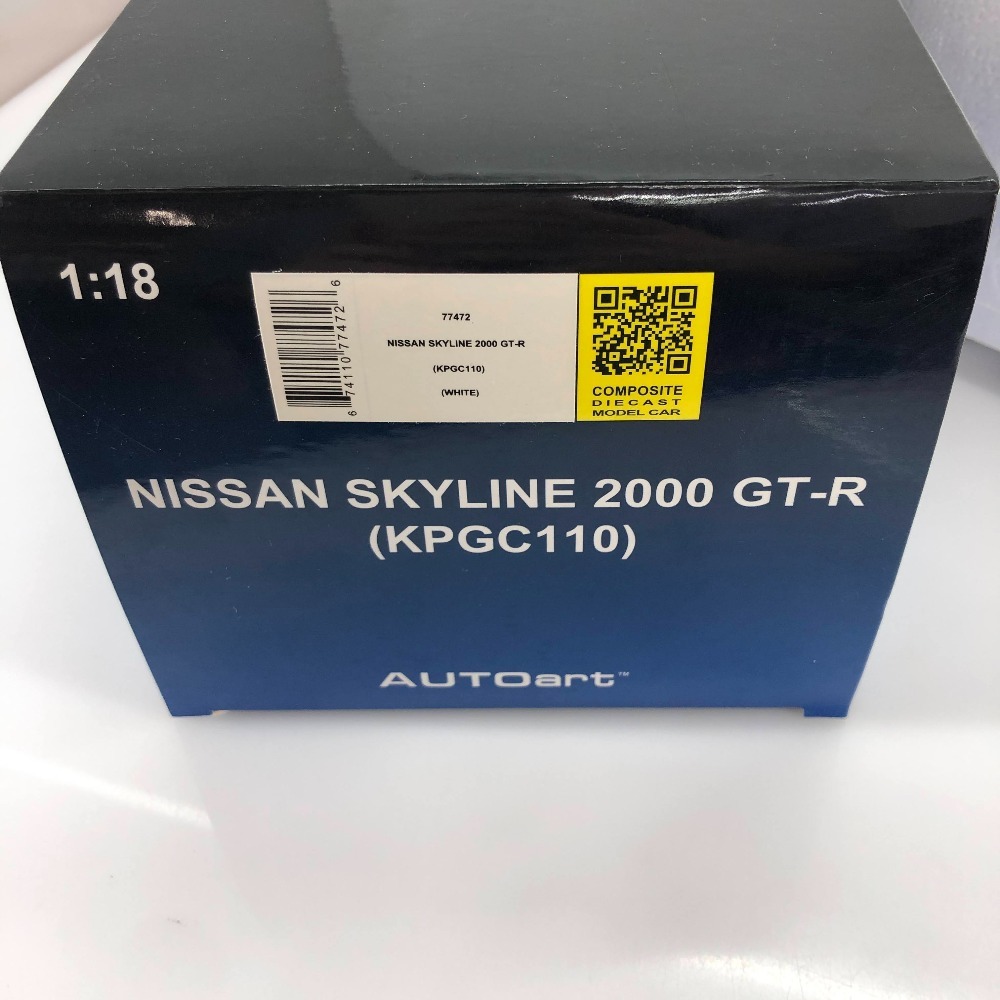 1:18
6 74110 77472 6
77472
NISSAN SKYLINE 2000 GT-R
(KPGC110)
(WHITE)
COMPOSITE
DIECAST
MODEL CAR
NISSAN SKYLINE 2000 GT-R
(KPGC110)
AUTOart™